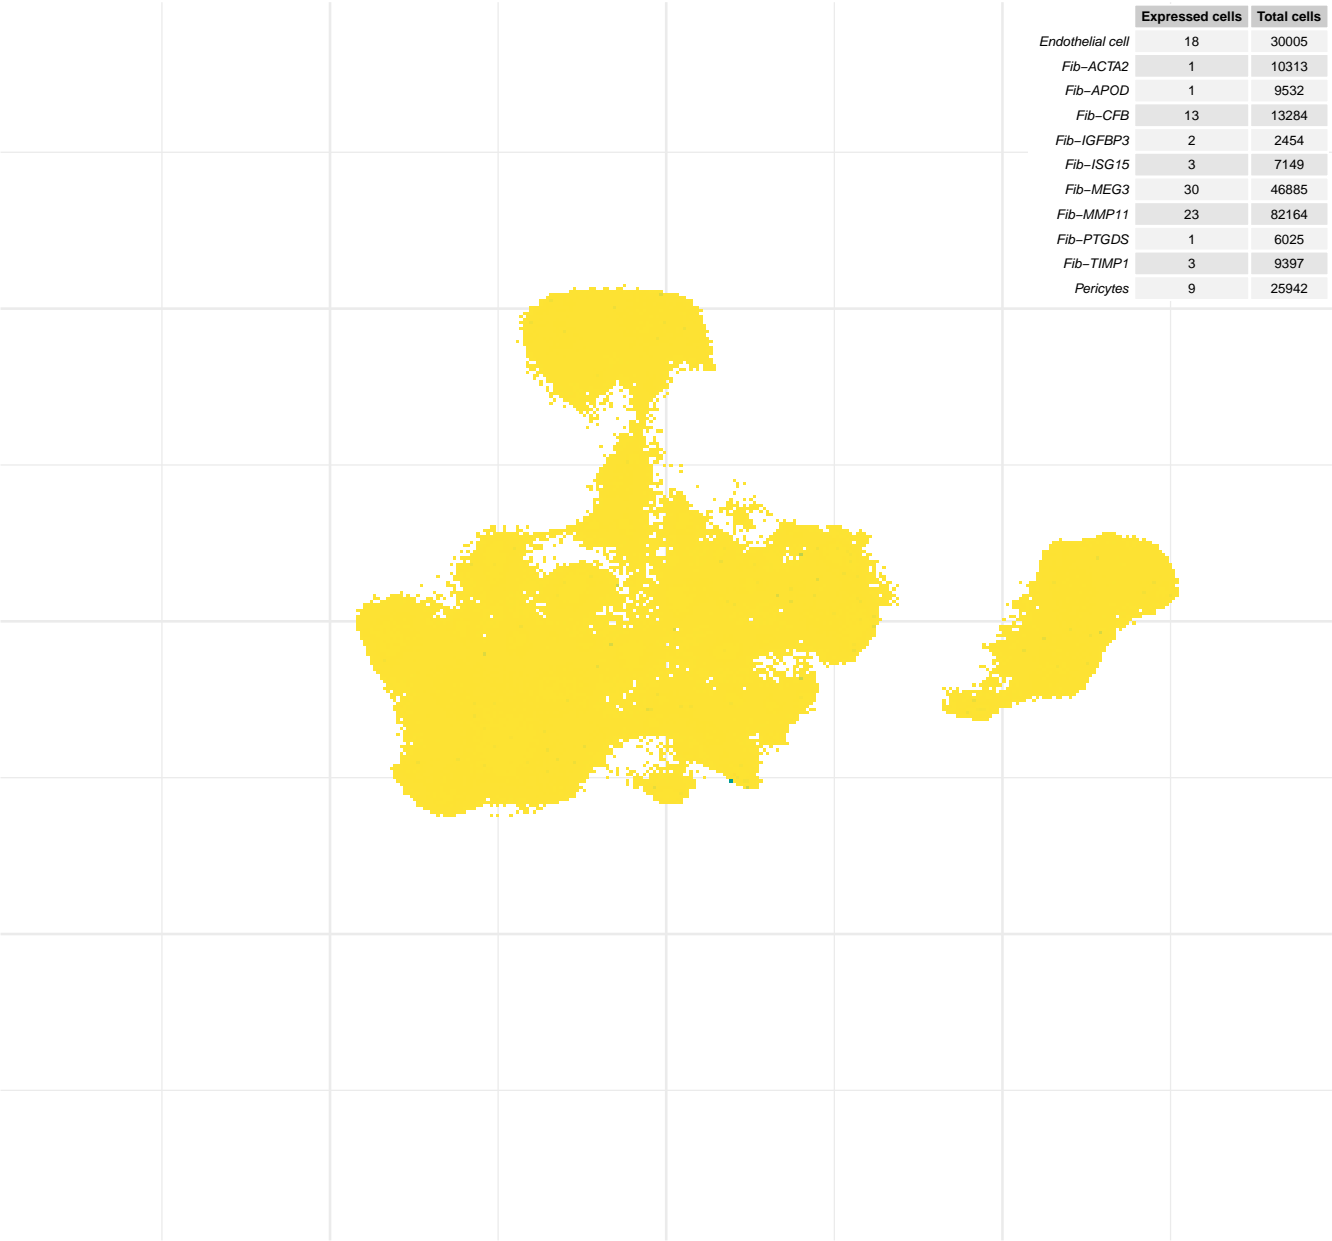 Expressed cells Total cells
Endothelial cell 18 30005
Fib−ACTA2 1 10313
Fib−APOD 1 9532
Fib−CFB 13 13284
Fib−IGFBP3 2 2454
Fib−ISG15 3 7149
Fib−MEG3 30 46885
Fib−MMP11 23 82164
Fib−PTGDS 1 6025
Fib−TIMP1 3 9397
Pericytes 9 25942